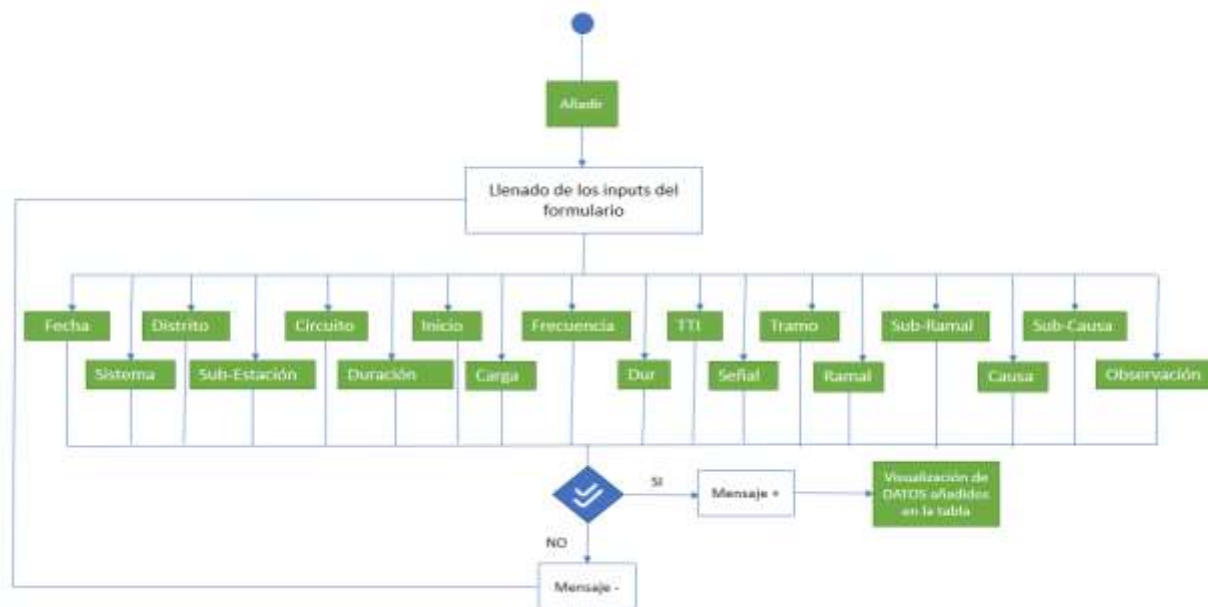 Añadir
Llenado de los inputs del
formulario
Fecha
Distrito
Circuito
Inicio
Frecuencia
TTI
Tramo
Sub-Ramal
Sub-Causa
Sistema
Sub-Estación
Duración
Carga
Dur
Señal
Ramal
Causa
Observación
SI
Mensaje +
Visualización de
DATOS añadidos
en la tabla
NO
Mensaje -